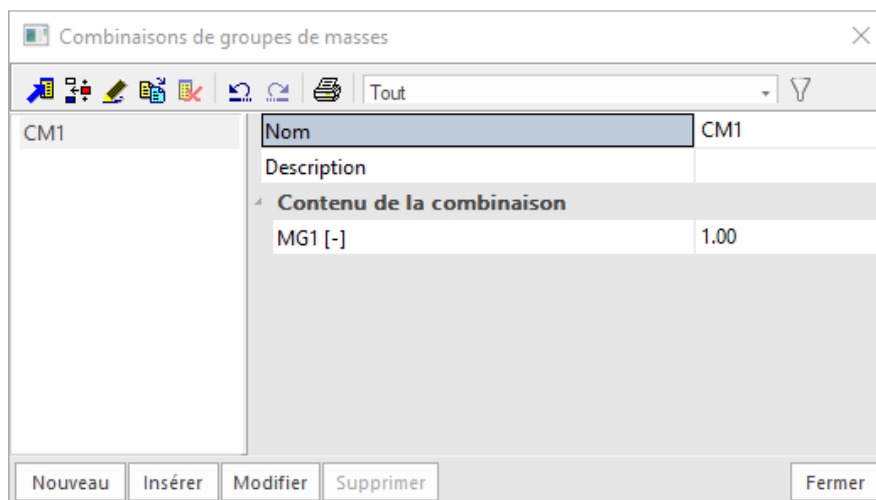 Combinaisons de groupes de masses
Tout
CM1
Nom CM1
Description
Contenu de la combinaison
MG1 [-] 1.00
Nouveau Insérer Modifier Supprimer Fermer